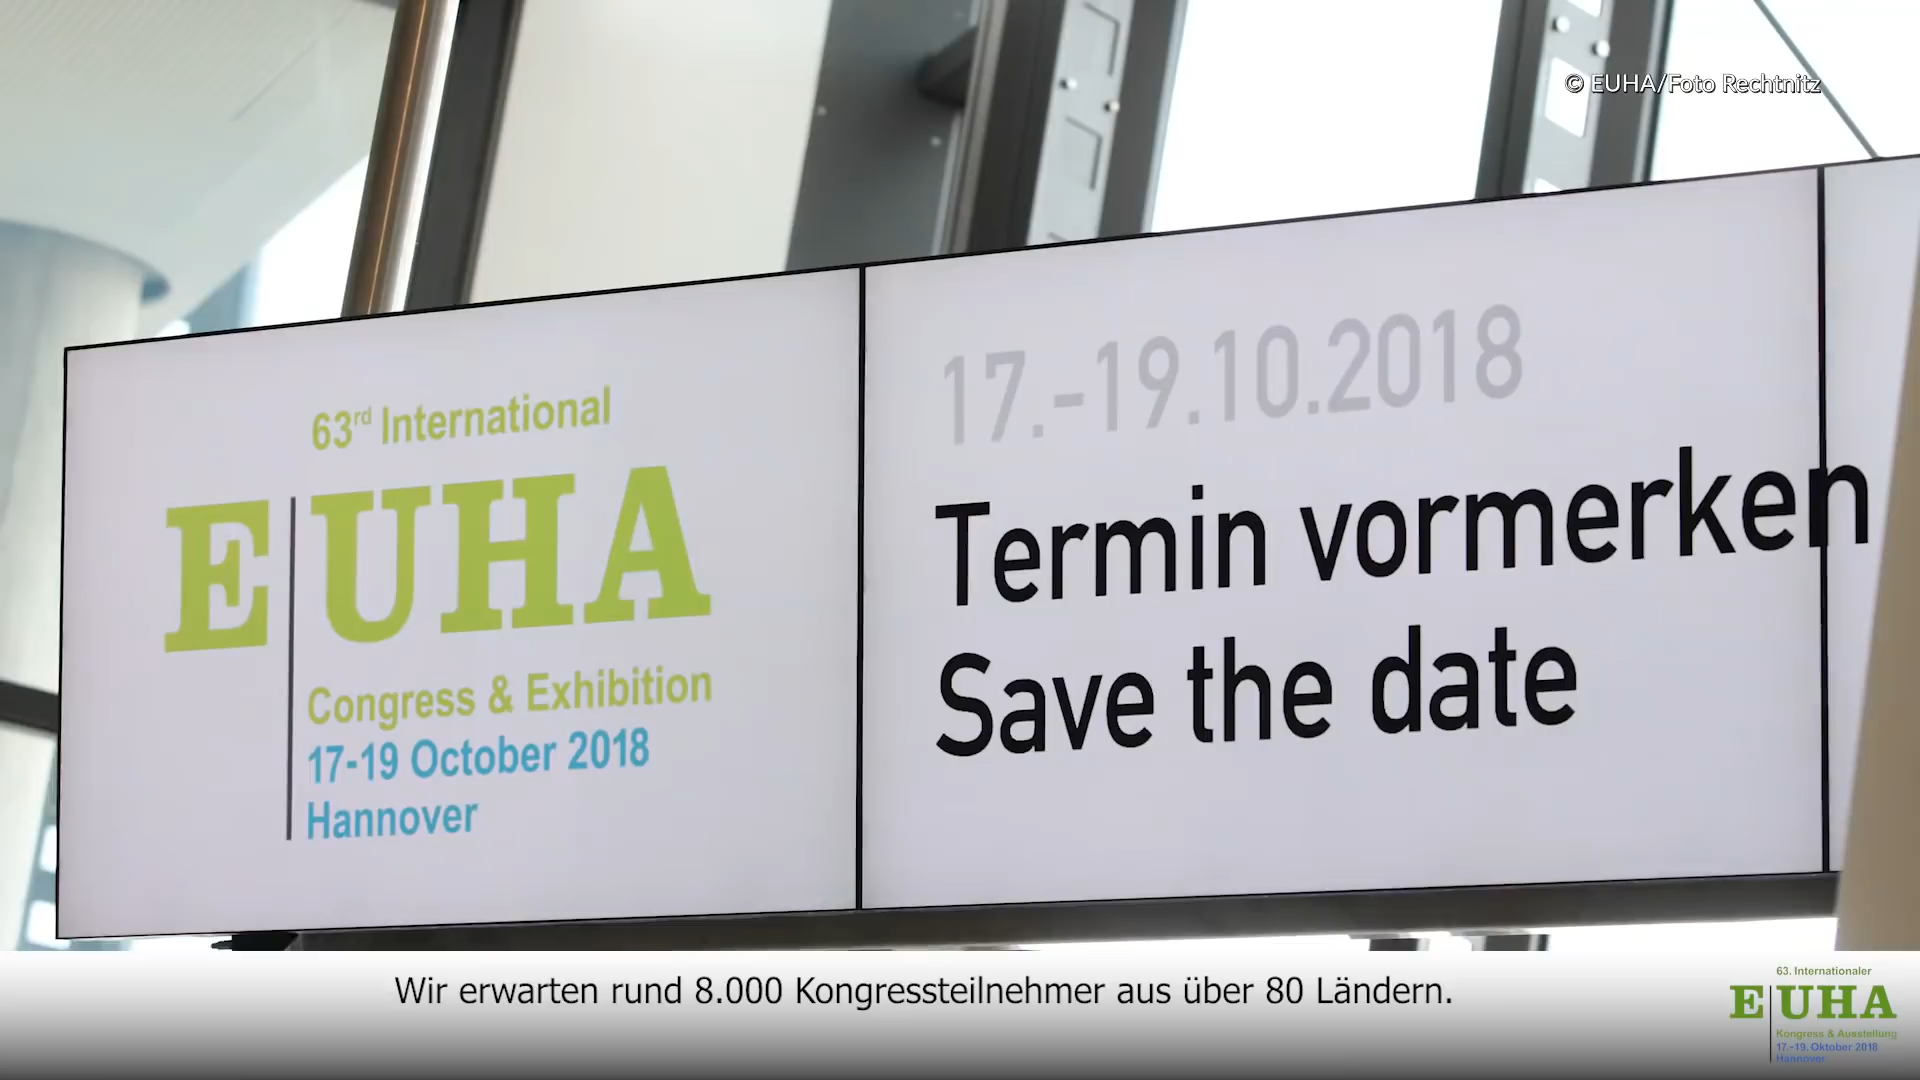 © EUHA/Foto Rechtnitz
63rd International
EUHA
Congress & Exhibition
17-19 October 2018
Hannover
17.-19.10.2018
Termin vormerken
Save the date
Wir erwarten rund 8.000 Kongressteilnehmer aus über 80 Ländern.
63. Internationaler
EUHA
Kongress & Ausstellung
17.-19. Oktober 2018
Hannover